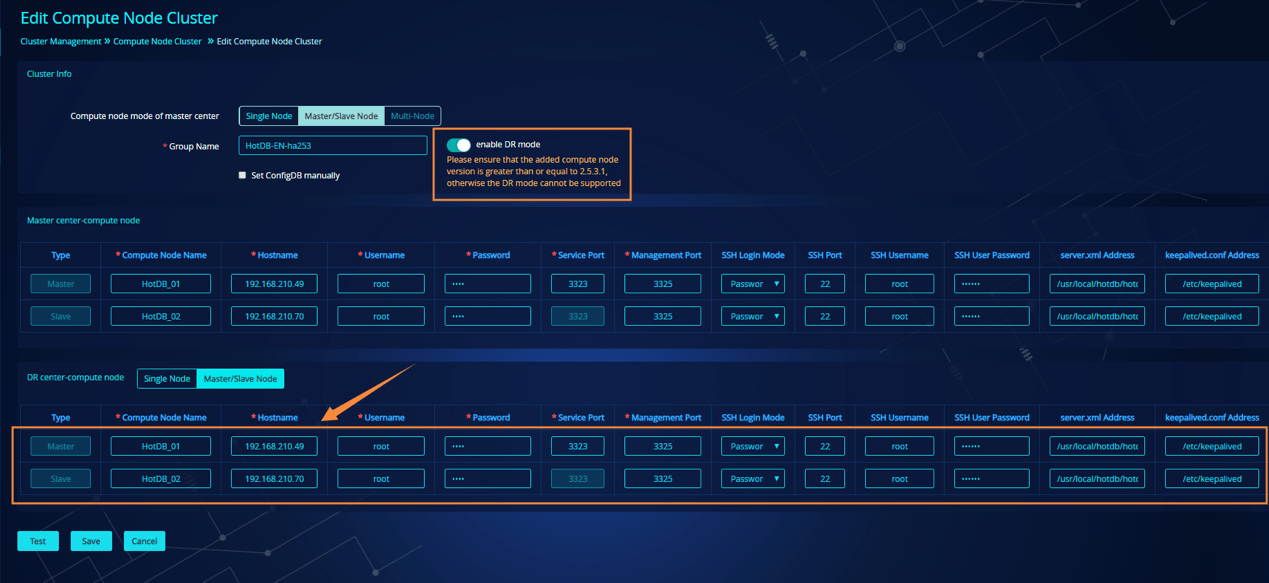 Edit Compute Node Cluster
Cluster Management » Compute Node Cluster » Edit Compute Node Cluster
Cluster Info
Compute node mode of master center Single Node Master/Slave Node Multi-Node
* Group Name HotDB-EN-ha253 enable DR mode
Please ensure that the added compute node
version is greater than or equal to 2.5.3.1,
otherwise the DR mode cannot be supported
Set ConfigDB manually
Master center-compute node
Type * Compute Node Name * Hostname * Username * Password * Service Port * Management Port SSH Login Mode SSH Port SSH Username SSH User Password server.xml Address keepalived.conf Address
Master HotDB_01 192.168.210.49 root •••• 3323 3325 Passwor ▼ 22 root •••••• /usr/local/hotdb/hotc /etc/keepalived
Slave HotDB_02 192.168.210.70 root •••• 3323 3325 Passwor ▼ 22 root •••••• /usr/local/hotdb/hotc /etc/keepalived
DR center-compute node Single Node Master/Slave Node
Type * Compute Node Name * Hostname * Username * Password * Service Port * Management Port SSH Login Mode SSH Port SSH Username SSH User Password server.xml Address keepalived.conf Address
Master HotDB_01 192.168.210.49 root •••• 3323 3325 Passwor ▼ 22 root •••••• /usr/local/hotdb/hotc /etc/keepalived
Slave HotDB_02 192.168.210.70 root •••• 3323 3325 Passwor ▼ 22 root •••••• /usr/local/hotdb/hotc /etc/keepalived
Test Save Cancel